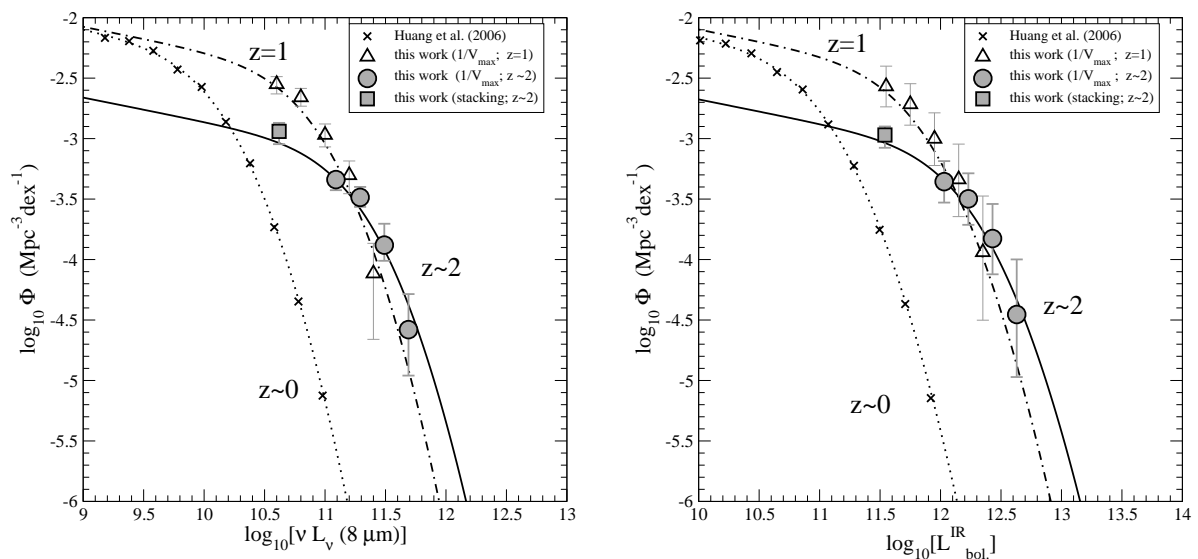 -2
-2.5
-3
-3.5
-4
-4.5
-5
-5.5
-6
log10 Φ (Mpc-3 dex-1)
9 9.5 10 10.5 11 11.5 12 12.5 13
log10[ν Lν (8 μm)]
Huang et al. (2006)
this work (1/Vmax ; z=1)
this work (1/Vmax ; z ~2)
this work (stacking; z~2)
z=1
z~2
z~0
-2
-2.5
-3
-3.5
-4
-4.5
-5
-5.5
-6
log10 Φ (Mpc-3 dex-1)
10 10.5 11 11.5 12 12.5 13 13.5 14
log10[LIRbol.]
Huang et al. (2006)
this work (1/Vmax ; z=1)
this work (1/Vmax ; z ~2)
this work (stacking; z~2)
z=1
z~2
z~0